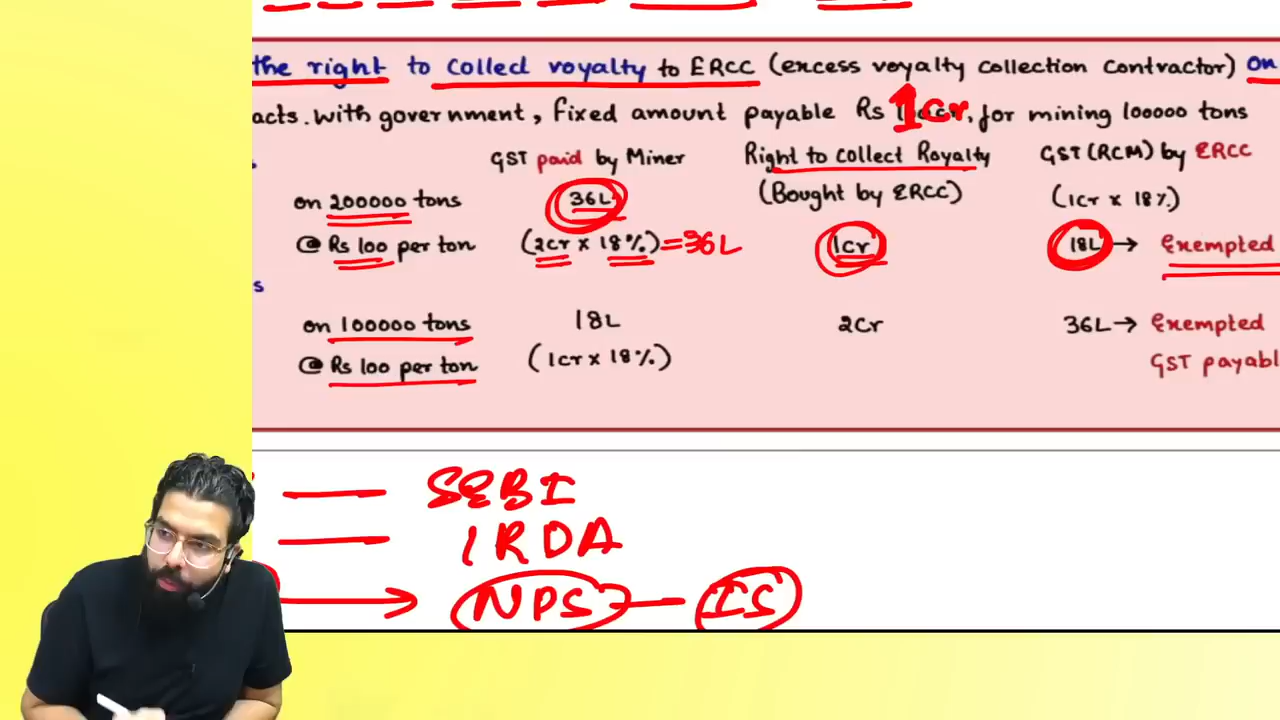 the right to collected royalty to ERCC (excess royalty collection contractor) on
acts. with government, fixed amount payable Rs 1cr, for mining 100000 tons
GST paid by Miner Right to collect Royalty GST (RCM) by ERCC
on 200000 tons 36L (Bought by ERCC) (1cr x 18%)
@ Rs 100 per ton (2cr x 18%) =36L 1cr 18L → Exempted
s
on 100000 tons 18L 2Cr 36L → Exempted
@ Rs 100 per ton (1cr x 18%) GST payabl
SEBI
IRDA
NPS IS